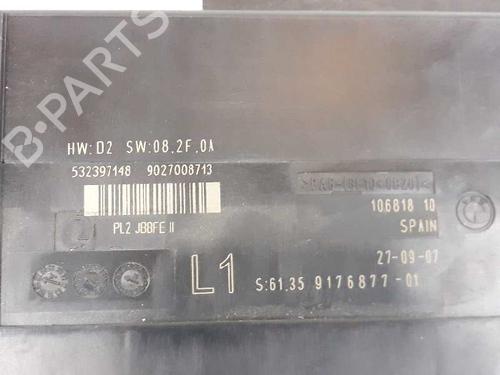 HW: D2 SW:08.2F.0A
532397148 9027008713
PL2 JBBFE II
106818 10
SPAIN
27-09-07
L1
S:61.35 9176877-01
B-PARTS